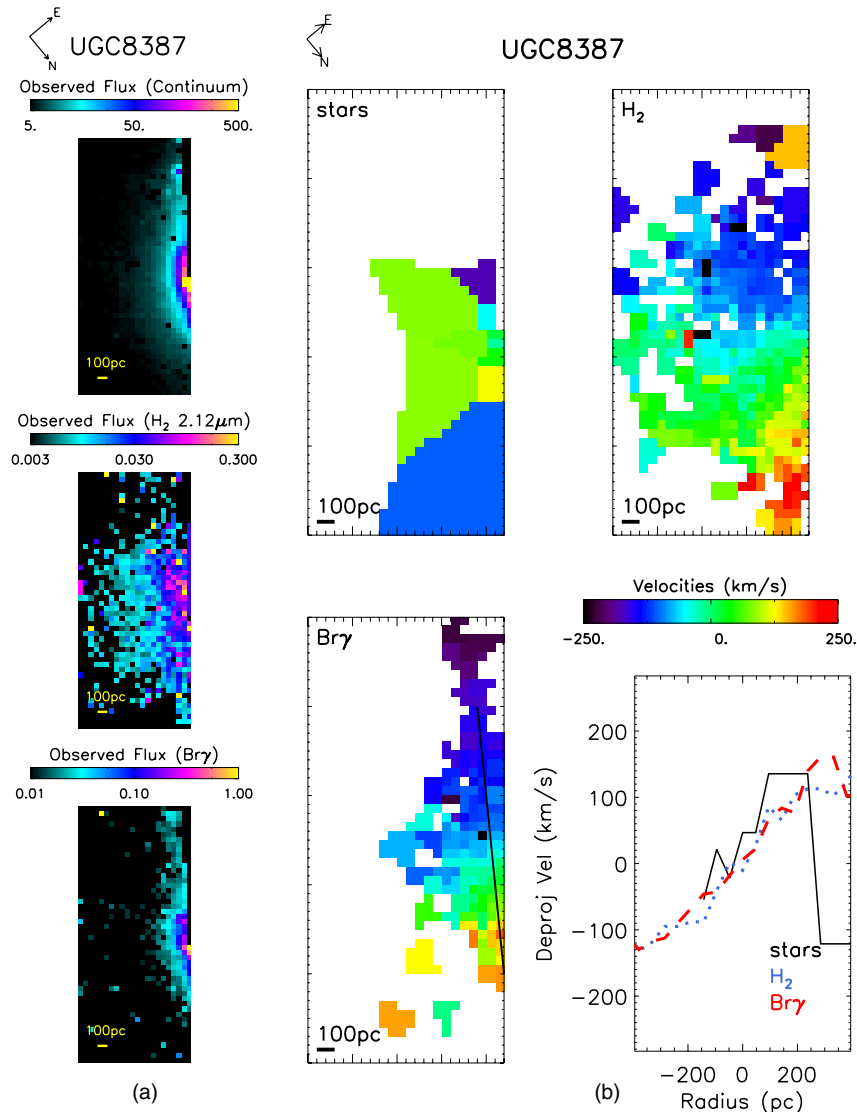 E
N
UGC8387
Observed Flux (Continuum)
5. 50. 500.
100pc
Observed Flux (H₂ 2.12μm)
0.003 0.030 0.300
100pc
Observed Flux (Brγ)
0.01 0.10 1.00
100pc
(a)
E
N
UGC8387
stars
100pc
H₂
100pc
Velocities (km/s)
−250. 0. 250.
Brγ
100pc
Deproj Vel (km/s)
200
100
0
−100
−200
stars
H₂
Brγ
−200 0 200
Radius (pc)
(b)